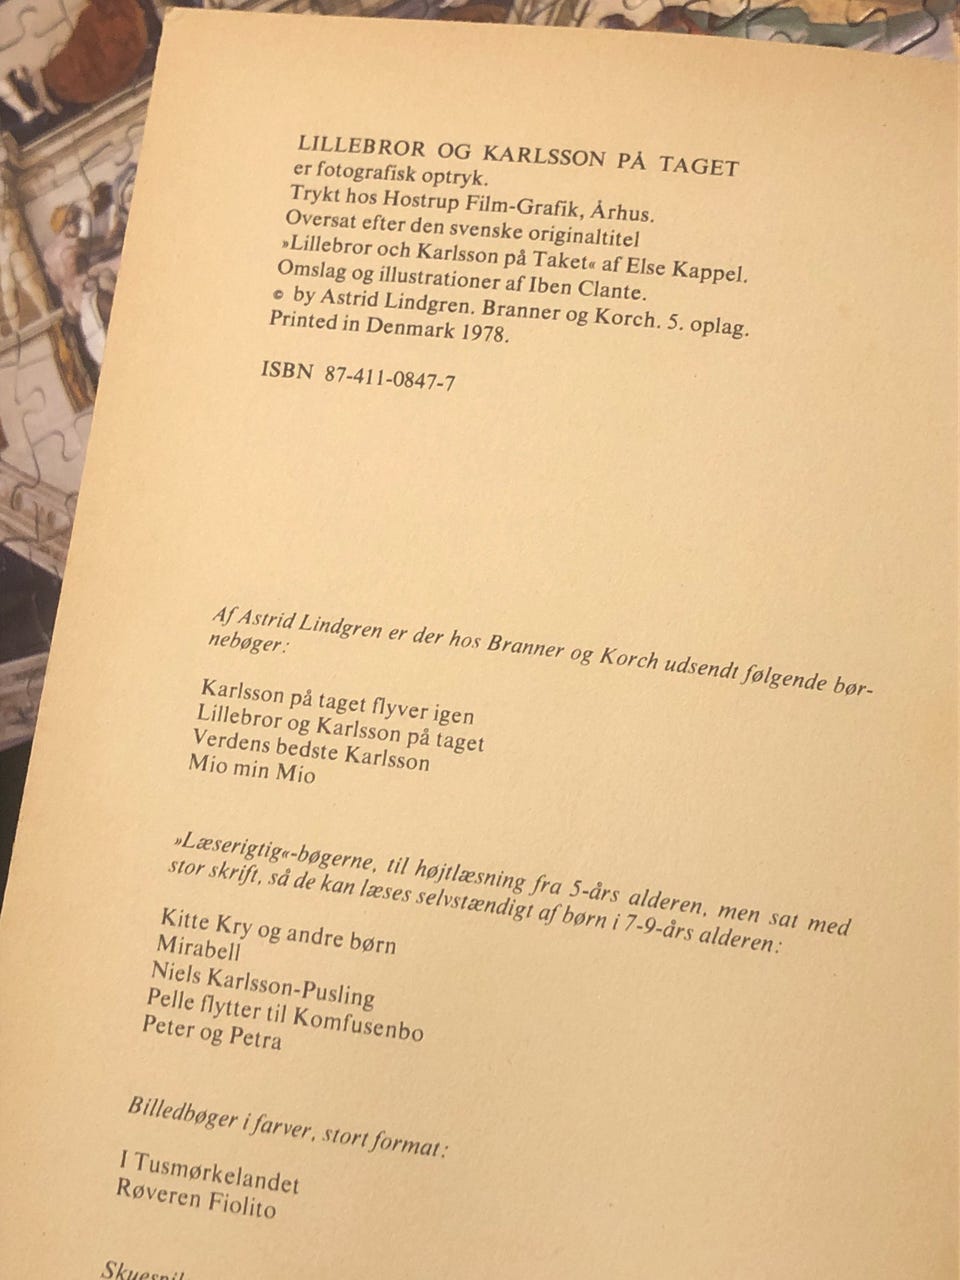 LILLEBROR OG KARLSSON PÅ TAGET
er fotografisk optryk.
Trykt hos Hostrup Film-Grafik, Århus.
Oversat efter den svenske originaltitel
»Lillebror och Karlsson på Taket« af Else Kappel.
Omslag og illustrationer af Iben Clante.
© by Astrid Lindgren. Branner og Korch. 5. oplag.
Printed in Denmark 1978.
ISBN 87-411-0847-7
Af Astrid Lindgren er der hos Branner og Korch udsendt følgende bør-
nebøger:
Karlsson på taget flyver igen
Lillebror og Karlsson på taget
Verdens bedste Karlsson
Mio min Mio
»Læserigtig«-bøgerne, til højtlæsning fra 5-års alderen, men sat med
stor skrift, så de kan læses selvstændigt af børn i 7-9-års alderen:
Kitte Kry og andre børn
Mirabell
Niels Karlsson-Pusling
Pelle flytter til Komfusenbo
Peter og Petra
Billedbøger i farver, stort format:
I Tusmørkelandet
Røveren Fiolito